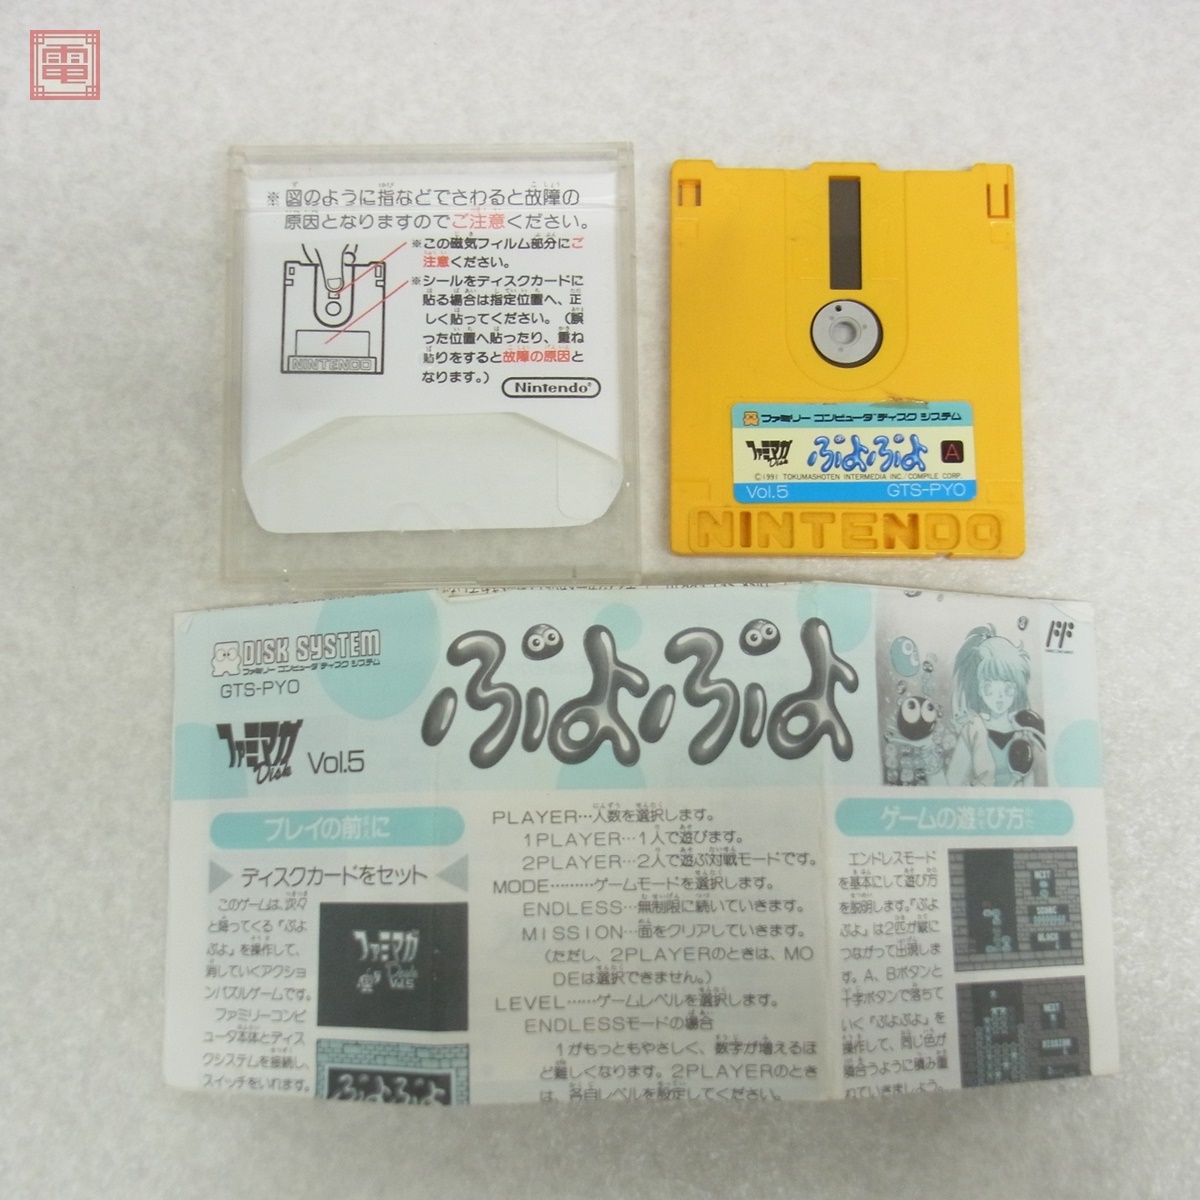 電
※図のように指などでさわると故障の
原因となりますのでご注意ください。
※この磁気フィルム部分にご
注意ください。
※シールをディスクカードに
貼る場合は指定位置へ、正
しく貼ってください。(誤
った位置へ貼ったり、重ね
貼りをすると故障の原因と
なります。)
NINTENDO
Nintendo®
ファミリー コンピュータ ディスク システム
ファミマガ
Disk
ぷよぷよ
A
©1991 TOKUMASHOTEN INTERMEDIA INC./COMPILE CORP.
Vol.5
GTS-PYO
NINTENDO
DISK SYSTEM
ファミリー コンピュータ ディスク システム
GTS-PYO
ファミマガ
Disk
Vol.5
ぷよぷよ
プレイの前に
ディスクカードをセット
このゲームは、次々
と降ってくる「ぷよ
ぷよ」を操作して、
消していくアクショ
ンパズルゲームです。
ファミリーコンピ
ュータ本体とディス
クシステムを接続し、
スイッチをいれます。
ファミマガ
Disk
Vol.5
ぷよぷよ
PLAYER…人数を選択します。
1PLAYER…1人で遊びます。
2PLAYER…2人で遊ぶ対戦モードです。
MODE………ゲームモードを選択します。
ENDLESS…無制限に続いていきます。
MISSION…面をクリアしていきます。
(ただし、2PLAYERのときは、MO
DEは選択できません。)
LEVEL……ゲームレベルを選択します。
ENDLESSモードの場合
1がもっともやさしく、数字が増えるほ
ど難しくなります。2PLAYERのとき
は、各自レベルを設定してください。
ゲームの遊び方
エンドレスモード
を基本にして遊び方
を説明します。「ぷよ
ぷよ」は2匹が縦に
つながって出現しま
す。A、Bボタンと
十字ボタンで落ちて
いく「ぷよぷよ」を
操作して、同じ色が
隣合うように積み重
ねていきましょう。
NEXT
SCORE
NEXT